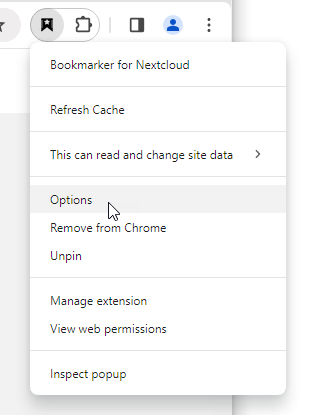 Bookmarker for Nextcloud
Refresh Cache
This can read and change site data
Options
Remove from Chrome
Unpin
Manage extension
View web permissions
Inspect popup